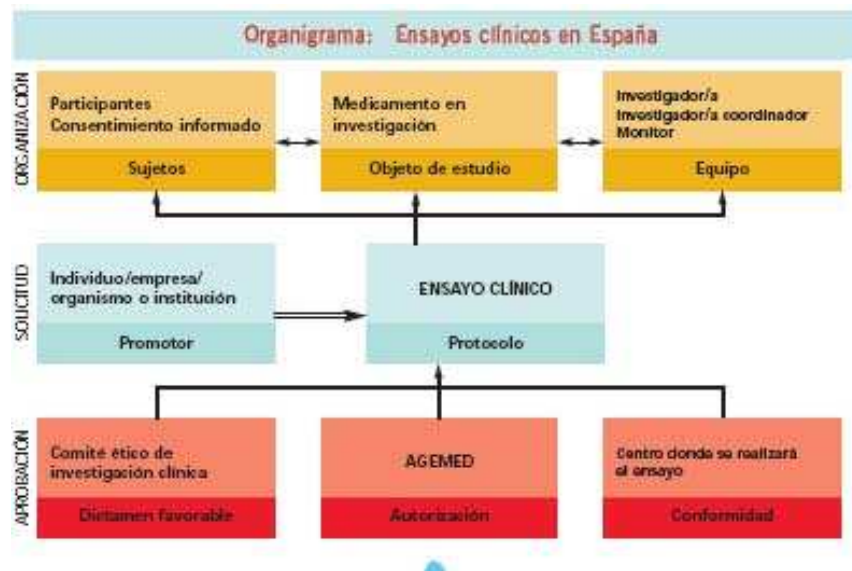 Organigrama: Ensayos clínicos en España
ORGANIZACIÓN
Participantes
Consentimiento informado
Sujetos
Medicamento en
investigación
Objeto de estudio
Investigador/a
Investigador/a coordinador
Monitor
Equipo
SOLICITUD
Individuo/empresa/
organismo o institución
Promotor
ENSAYO CLÍNICO
Protocolo
APROBACIÓN
Comité ético de
investigación clínica
Dictamen favorable
AGEMED
Autorización
Centro donde se realizará
el ensayo
Conformidad